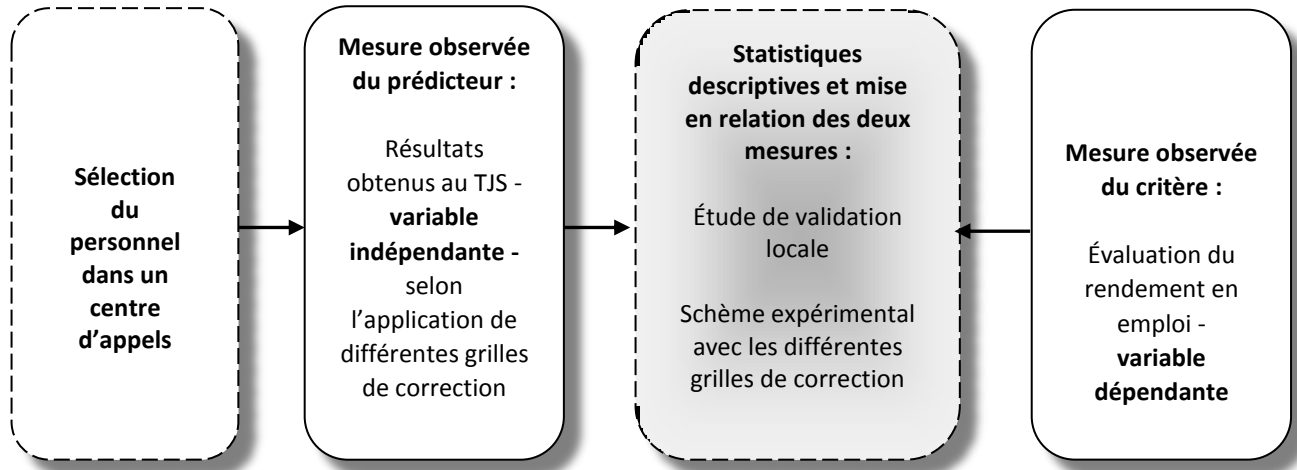 Sélection
du
personnel
dans un
centre
d’appels
Mesure observée
du prédicteur :
Résultats
obtenus au TJS -
variable
indépendante -
selon
l’application de
différentes grilles
de correction
Statistiques
descriptives et mise
en relation des deux
mesures :
Étude de validation
locale
Schème expérimental
avec les différentes
grilles de correction
Mesure observée
du critère :
Évaluation du
rendement en
emploi -
variable
dépendante